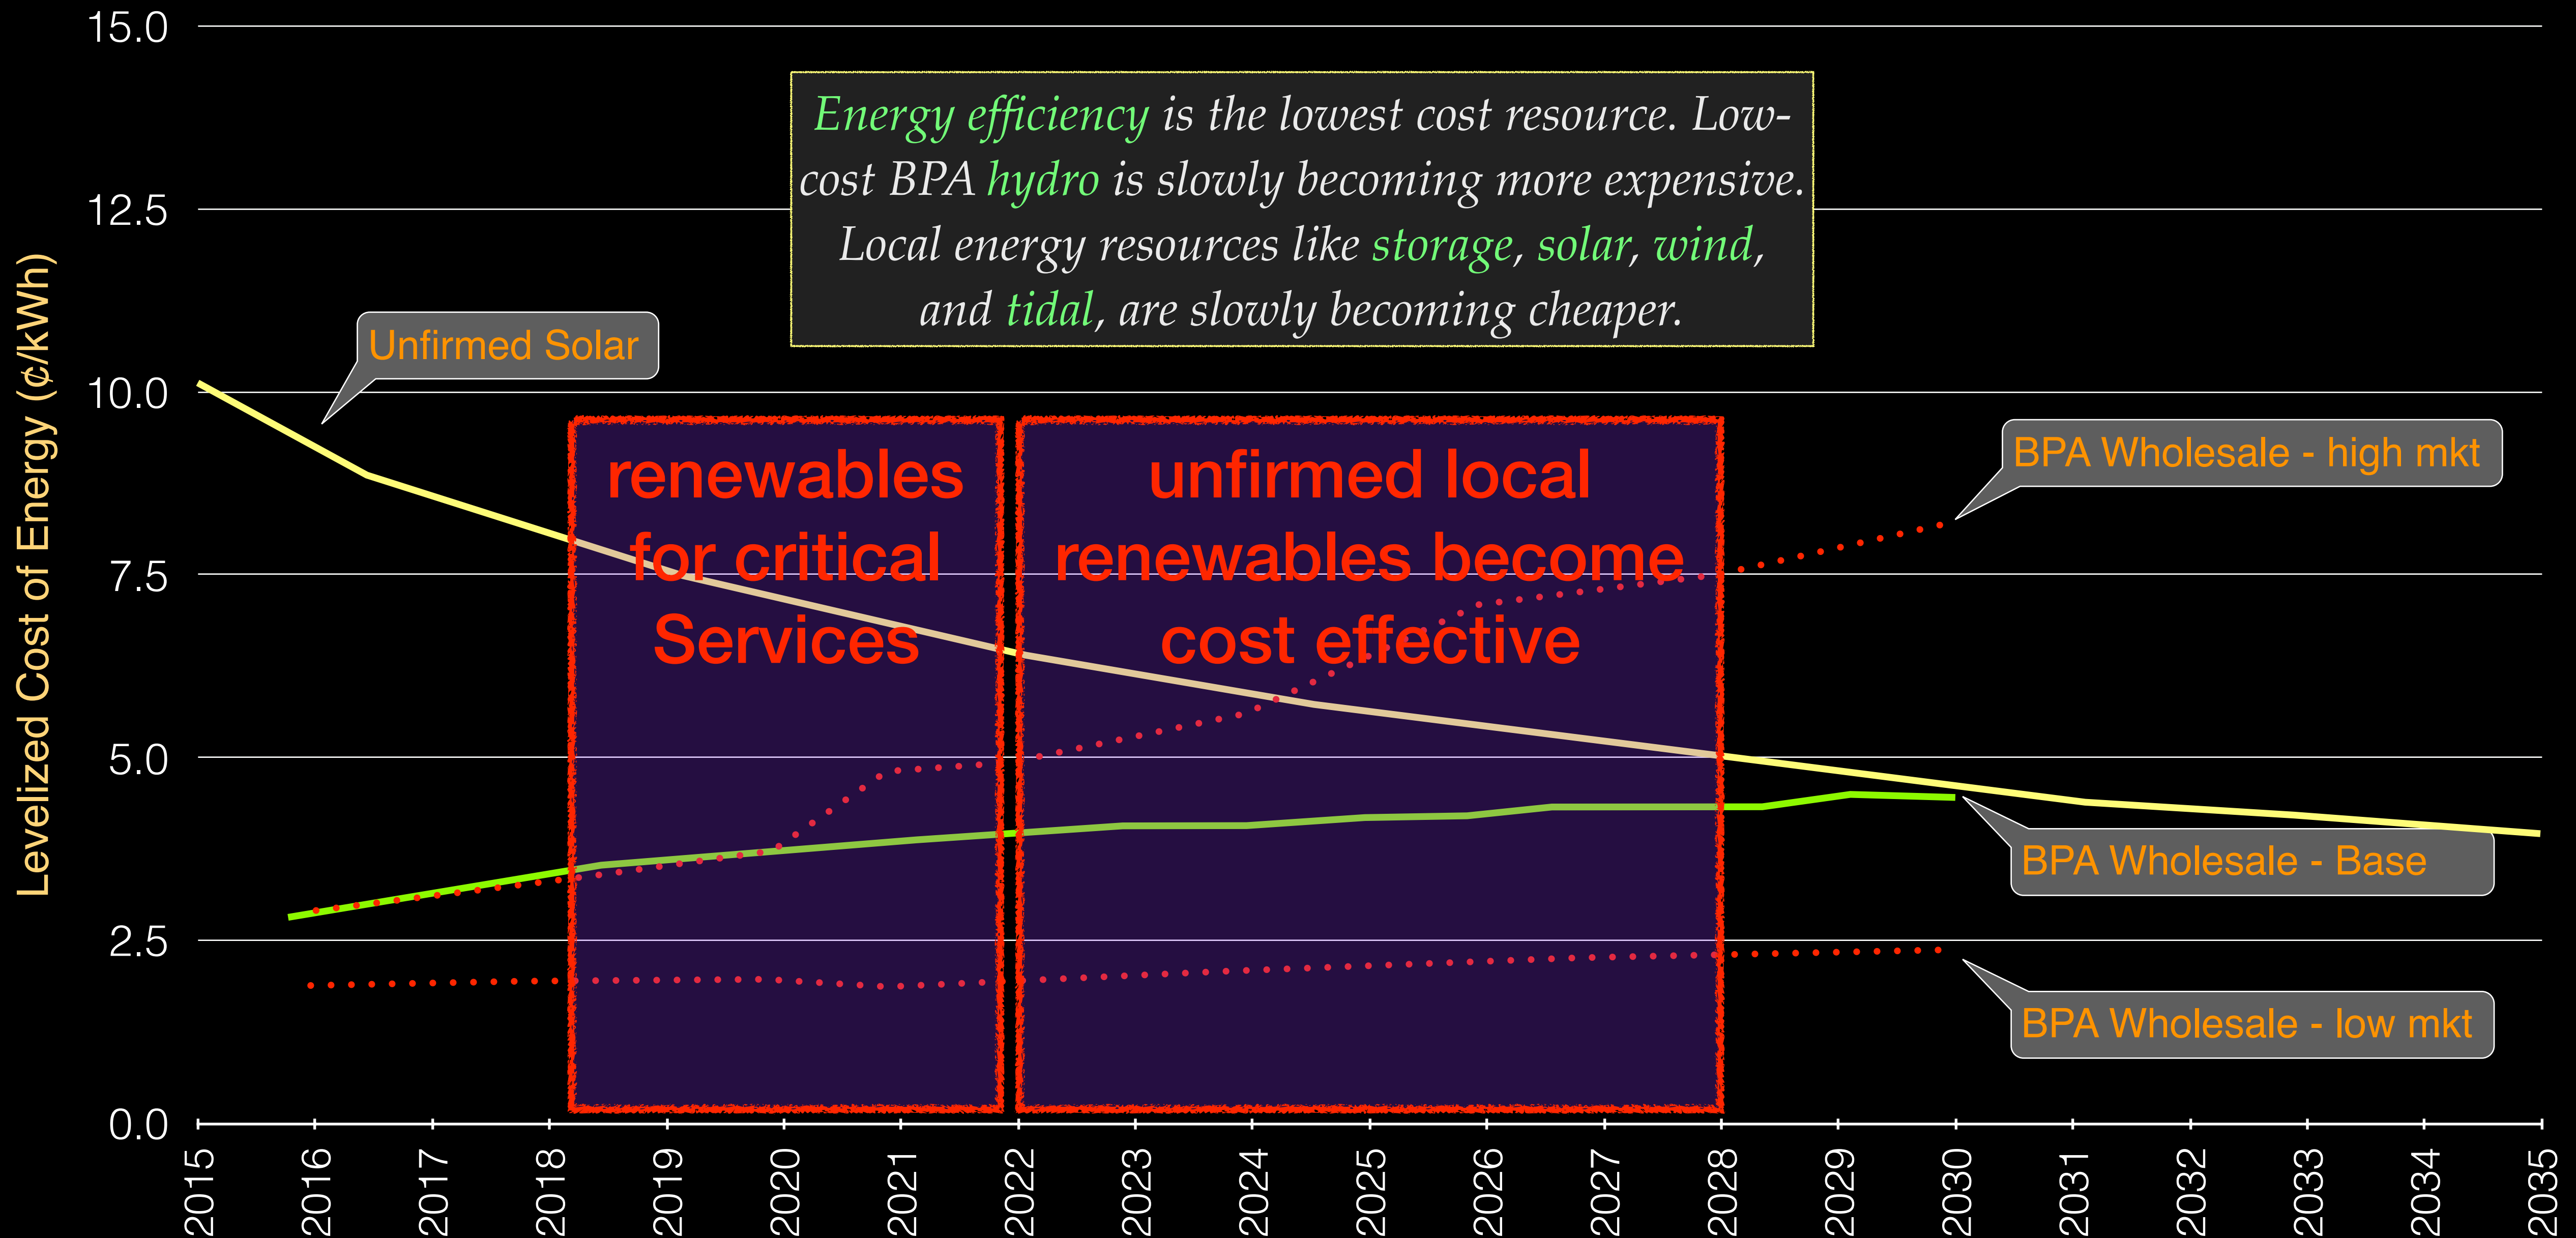 15.0
Energy efficiency is the lowest cost resource. Low-
cost BPA hydro is slowly becoming more expensive.
Local energy resources like storage, solar, wind,
and tidal, are slowly becoming cheaper.
12.5
Unfirmed Solar
10.0
BPA Wholesale - high mkt
renewables
for critical
Services
unfirmed local
renewables become
cost effective
7.5
Levelized Cost of Energy (¢/kWh)
5.0
BPA Wholesale - Base
2.5
BPA Wholesale - low mkt
0.0
2015
2016
2017
2018
2019
2020
2021
2022
2023
2024
2025
2026
2027
2028
2029
2030
2031
2032
2033
2034
2035